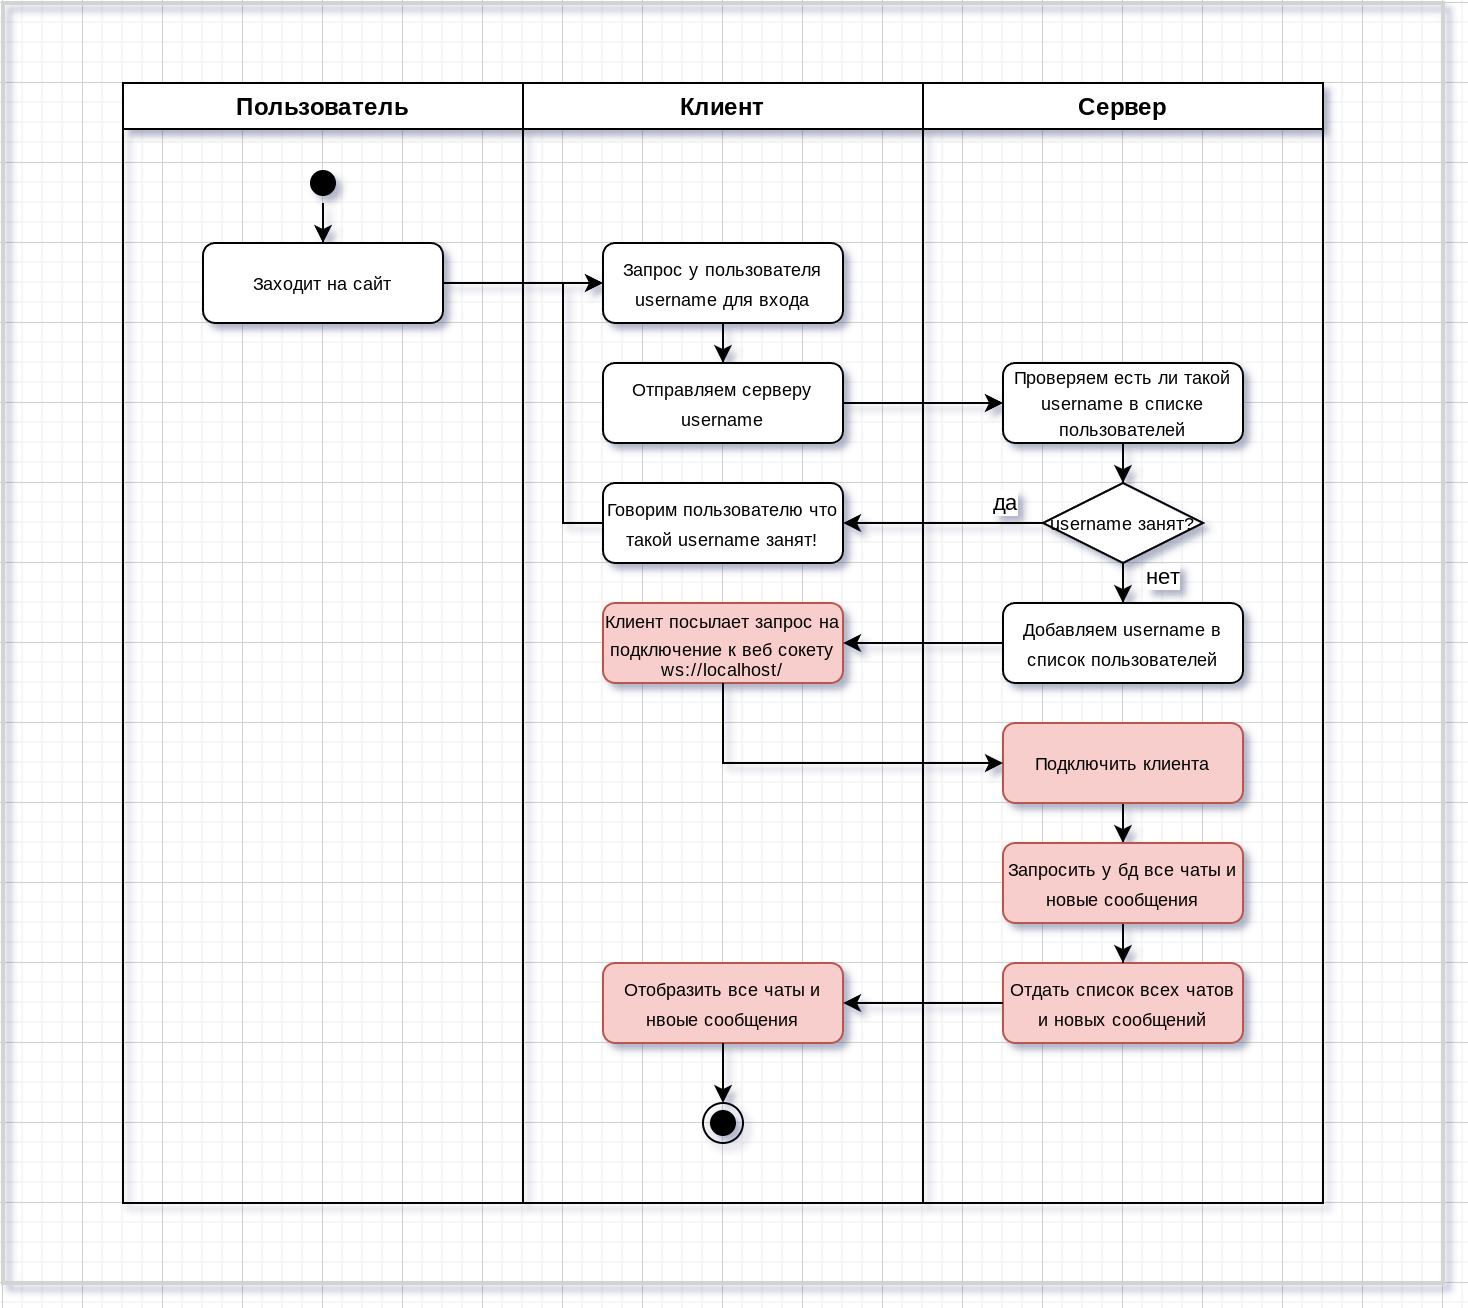 Пользователь
Клиент
Сервер
Заходит на сайт
Запрос у пользователя
username для входа
Отправляем серверу
username
Проверяем есть ли такой
username в списке
пользователей
Говорим пользователю что
такой username занят!
да
username занят?
нет
Клиент посылает запрос на
подключение к веб сокету
ws://localhost/
Добавляем username в
список пользователей
Подключить клиента
Запросить у бд все чаты и
новые сообщения
Отобразить все чаты и
нвоые сообщения
Отдать список всех чатов
и новых сообщений